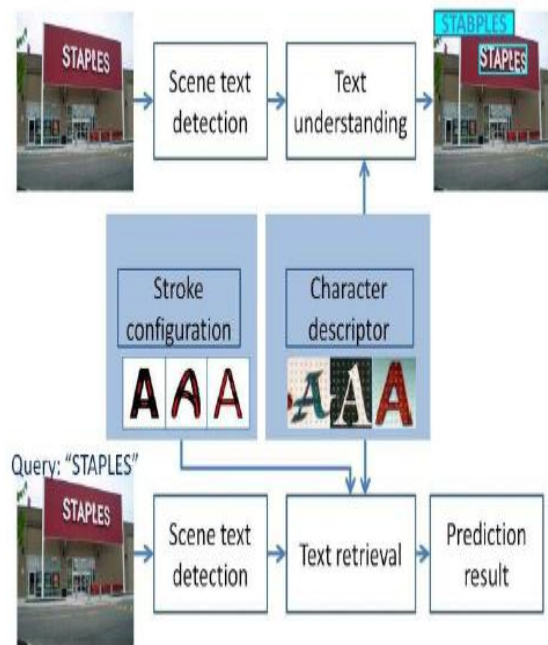 STABPLES
STAPLES
STAPLES
Scene text
detection
Text
understanding
Stroke
configuration
Character
descriptor
A A A
A A A
Query: "STAPLES"
STAPLES
Scene text
detection
Text retrieval
Prediction
result